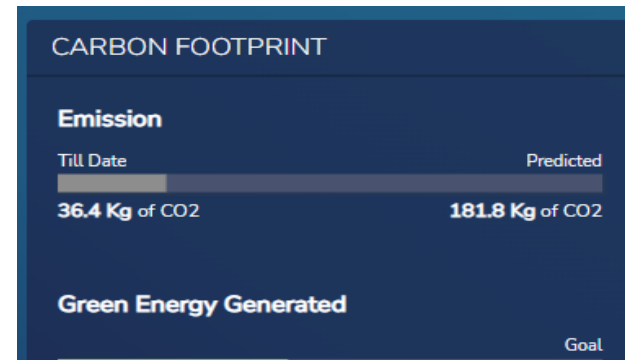 CARBON FOOTPRINT
Emission
Till Date Predicted
36.4 Kg of CO2 181.8 Kg of CO2
Green Energy Generated
Goal